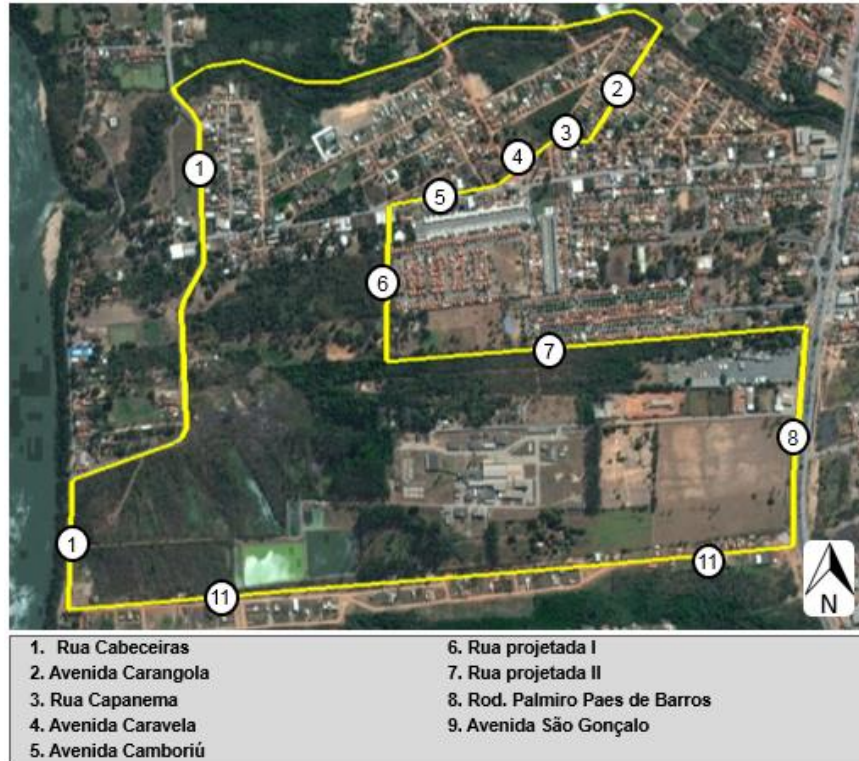 2
3
1
4
5
6
7
8
11
1
11
N
1. Rua Cabeceiras
2. Avenida Carangola
3. Rua Capanema
4. Avenida Caravela
5. Avenida Camboriú
6. Rua projetada I
7. Rua projetada II
8. Rod. Palmiro Paes de Barros
9. Avenida São Gonçalo